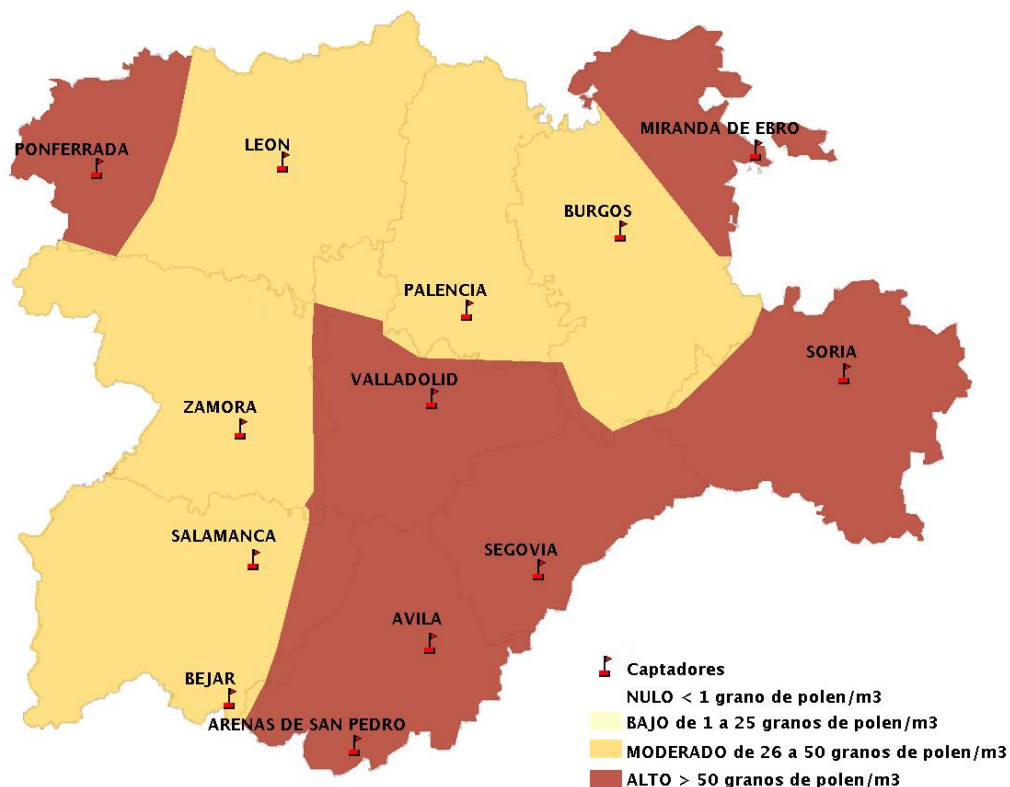 MIRANDA DE EBRO
PONFERRADA
LEON
BURGOS
PALENCIA
SORIA
VALLADOLID
ZAMORA
SALAMANCA
SEGOVIA
AVILA
BEJAR
ARENAS DE SAN PEDRO
Captadores
NULO < 1 grano de polen/m3
BAJO de 1 a 25 granos de polen/m3
MODERADO de 26 a 50 granos de polen/m3
ALTO > 50 granos de polen/m3